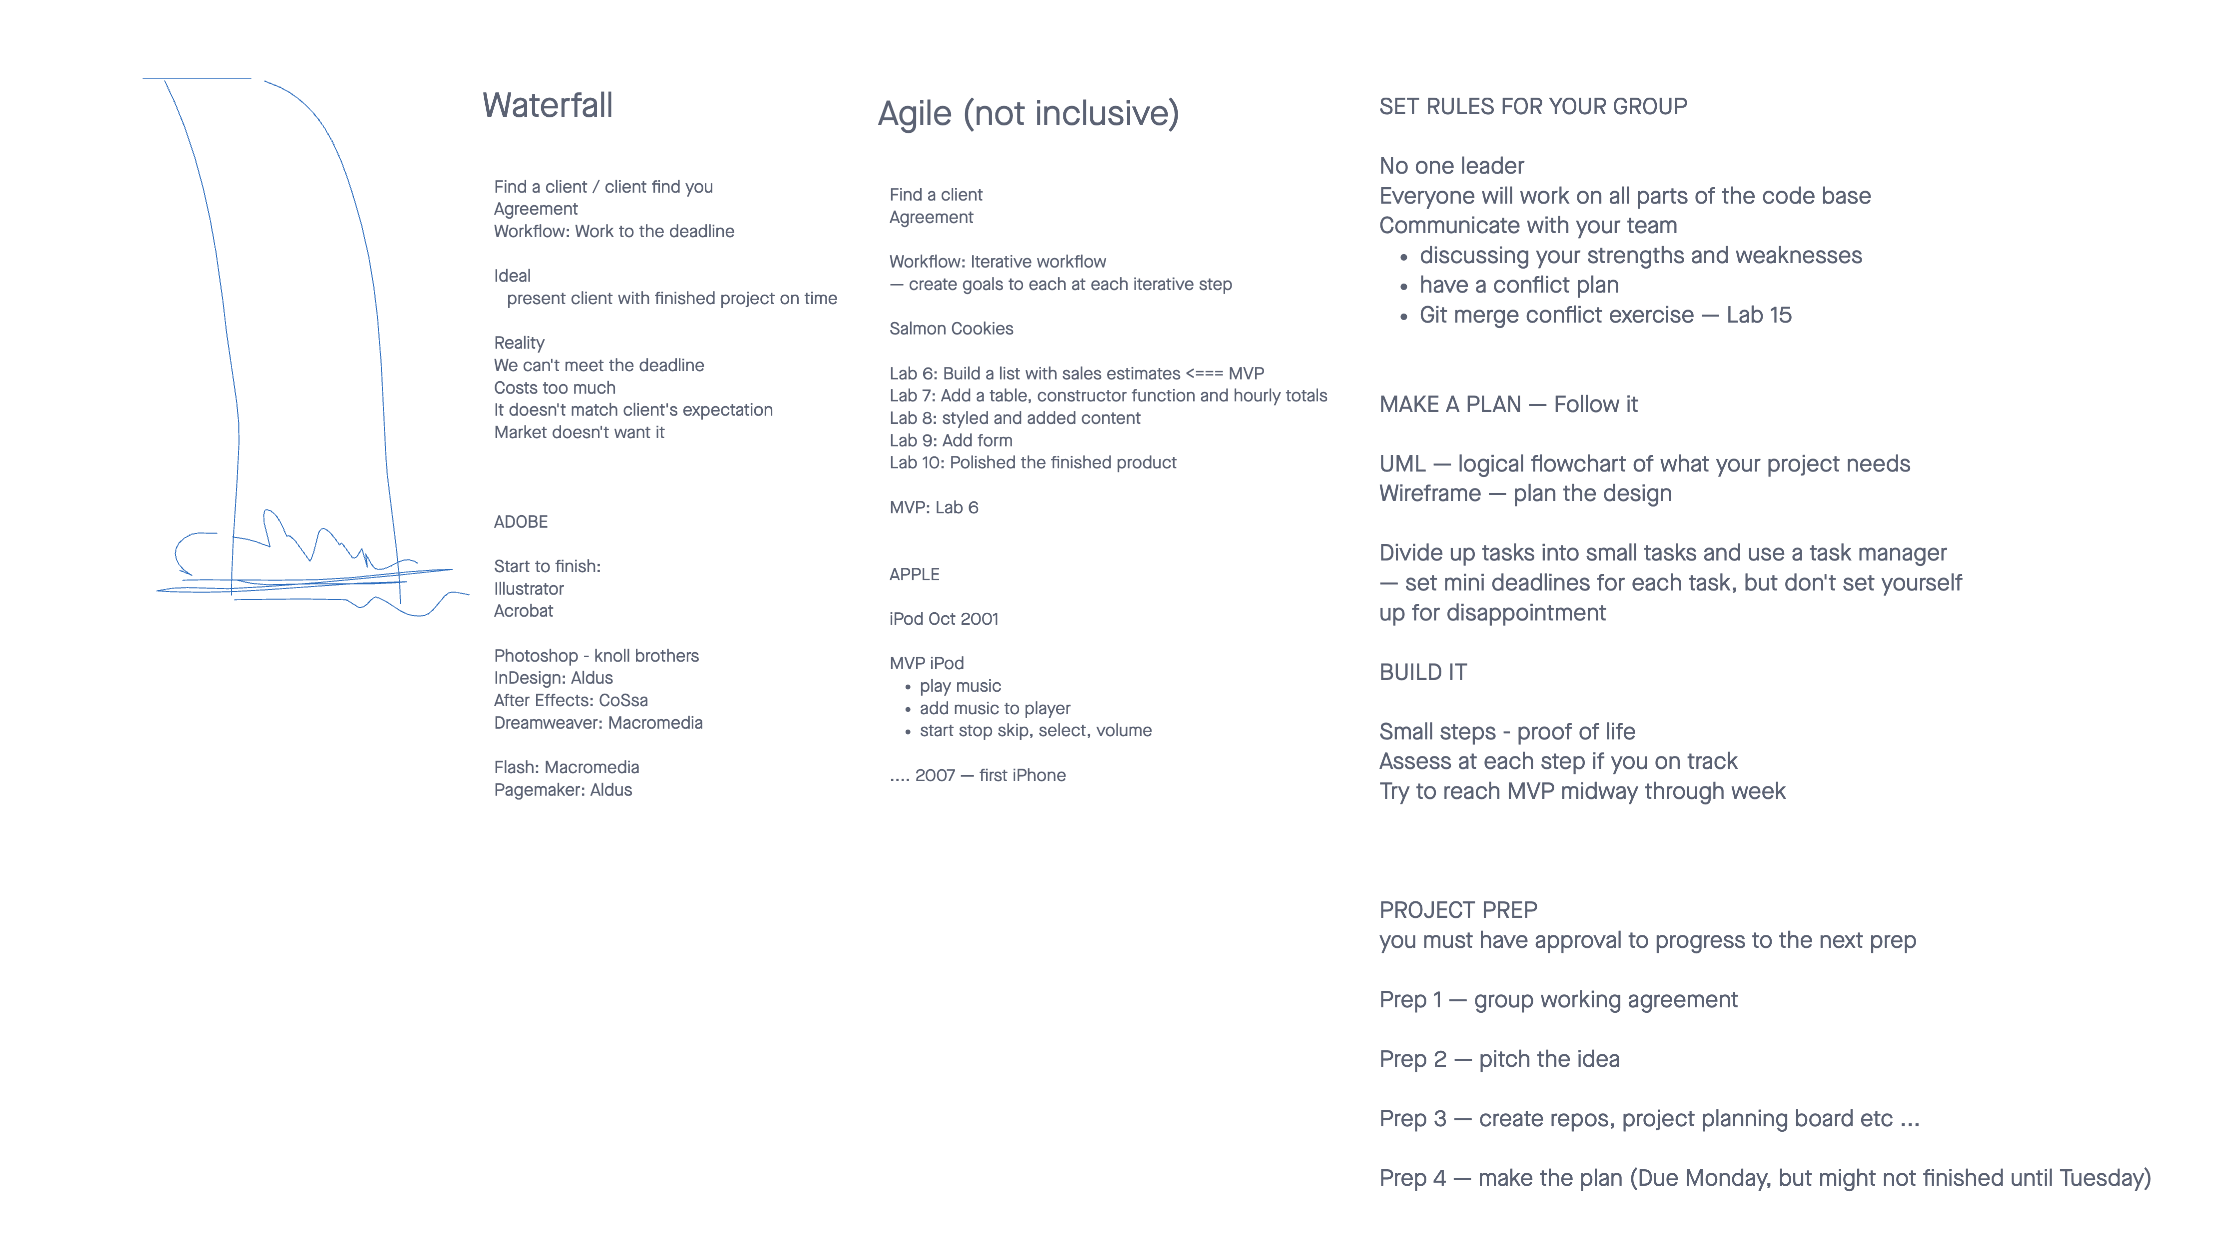 Waterfall
Find a client / client find you
Agreement
Workflow: Work to the deadline
Ideal
present client with finished project on time
Reality
We can't meet the deadline
Costs too much
It doesn't match client's expectation
Market doesn't want it
ADOBE
Start to finish:
Illustrator
Acrobat
Photoshop - knoll brothers
InDesign: Aldus
After Effects: CoSsa
Dreamweaver: Macromedia
Flash: Macromedia
Pagemaker: Aldus
Agile (not inclusive)
Find a client
Agreement
Workflow: Iterative workflow
— create goals to each at each iterative step
Salmon Cookies
Lab 6: Build a list with sales estimates <=== MVP
Lab 7: Add a table, constructor function and hourly totals
Lab 8: styled and added content
Lab 9: Add form
Lab 10: Polished the finished product
MVP: Lab 6
APPLE
iPod Oct 2001
MVP iPod
• play music
• add music to player
• start stop skip, select, volume
.... 2007 — first iPhone
SET RULES FOR YOUR GROUP
No one leader
Everyone will work on all parts of the code base
Communicate with your team
• discussing your strengths and weaknesses
• have a conflict plan
• Git merge conflict exercise — Lab 15
MAKE A PLAN — Follow it
UML — logical flowchart of what your project needs
Wireframe — plan the design
Divide up tasks into small tasks and use a task manager
— set mini deadlines for each task, but don't set yourself
up for disappointment
BUILD IT
Small steps - proof of life
Assess at each step if you on track
Try to reach MVP midway through week
PROJECT PREP
you must have approval to progress to the next prep
Prep 1 — group working agreement
Prep 2 — pitch the idea
Prep 3 — create repos, project planning board etc ...
Prep 4 — make the plan (Due Monday, but might not finished until Tuesday)